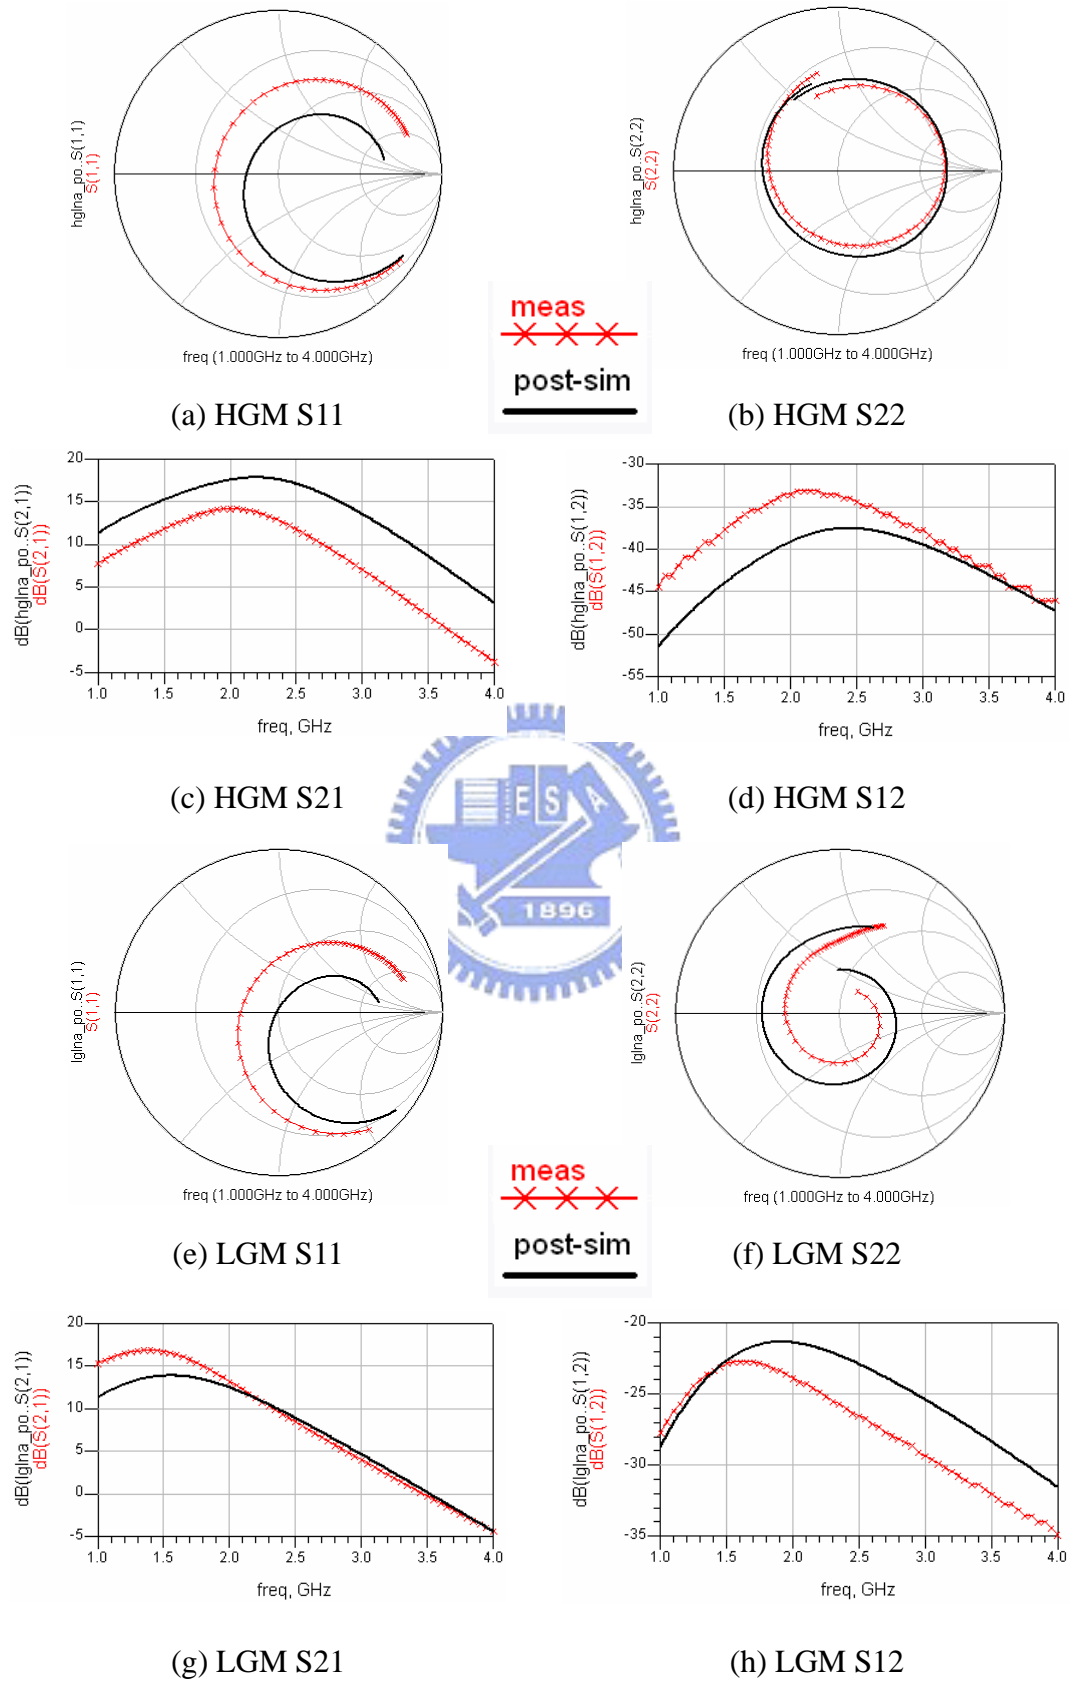 hglna_po..S(1,1)
S(1,1)
freq (1.000GHz to 4.000GHz)
(a) HGM S11
hglna_po..S(2,2)
S(2,2)
freq (1.000GHz to 4.000GHz)
(b) HGM S22
meas
post-sim
dB(hglna_po..S(2,1))
dB(S(2,1))
20
15
10
5
0
-5
1.0 1.5 2.0 2.5 3.0 3.5 4.0
freq, GHz
(c) HGM S21
dB(hglna_po..S(1,2))
dB(S(1,2))
-30
-35
-40
-45
-50
-55
1.0 1.5 2.0 2.5 3.0 3.5 4.0
freq, GHz
(d) HGM S12
E S A
1896
lglna_po..S(1,1)
S(1,1)
freq (1.000GHz to 4.000GHz)
(e) LGM S11
lglna_po..S(2,2)
S(2,2)
freq (1.000GHz to 4.000GHz)
(f) LGM S22
meas
post-sim
dB(lglna_po..S(2,1))
dB(S(2,1))
20
15
10
5
0
-5
1.0 1.5 2.0 2.5 3.0 3.5 4.0
freq, GHz
(g) LGM S21
dB(lglna_po..S(1,2))
dB(S(1,2))
-20
-25
-30
-35
1.0 1.5 2.0 2.5 3.0 3.5 4.0
freq, GHz
(h) LGM S12